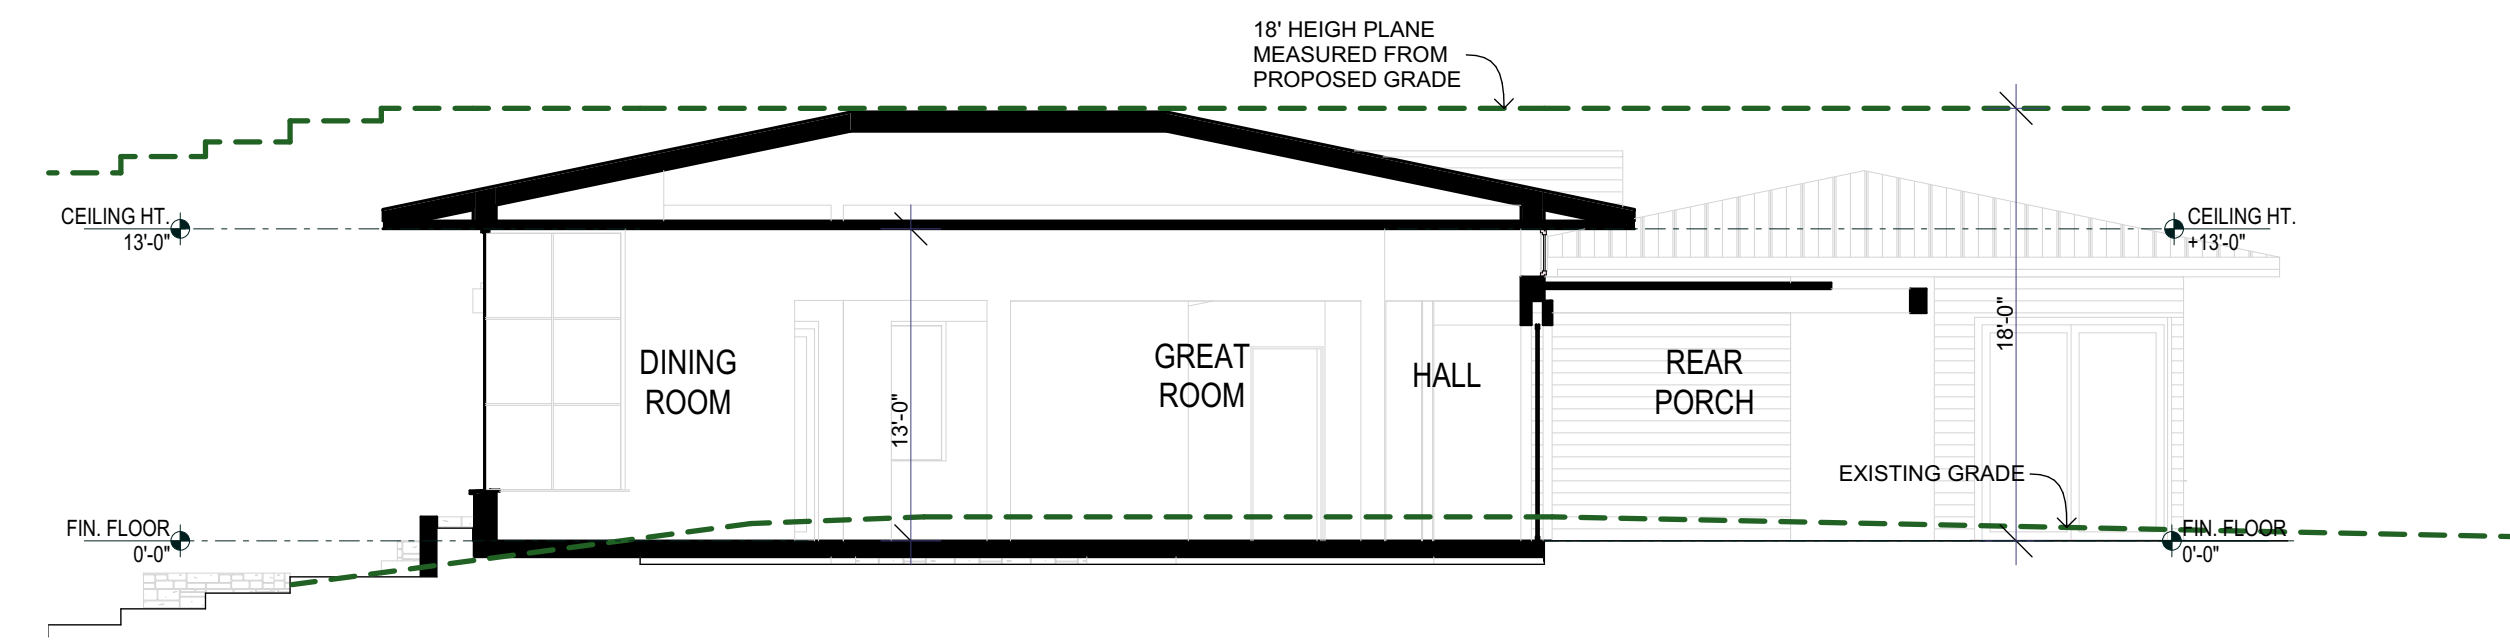 18' HEIGH PLANE
MEASURED FROM
PROPOSED GRADE
CEILING HT.
13'-0"
CEILING HT.
+13'-0"
18'-0"
DINING
ROOM
GREAT
ROOM
HALL
REAR
PORCH
13'-0"
EXISTING GRADE
FIN. FLOOR
0'-0"
FIN. FLOOR
0'-0"